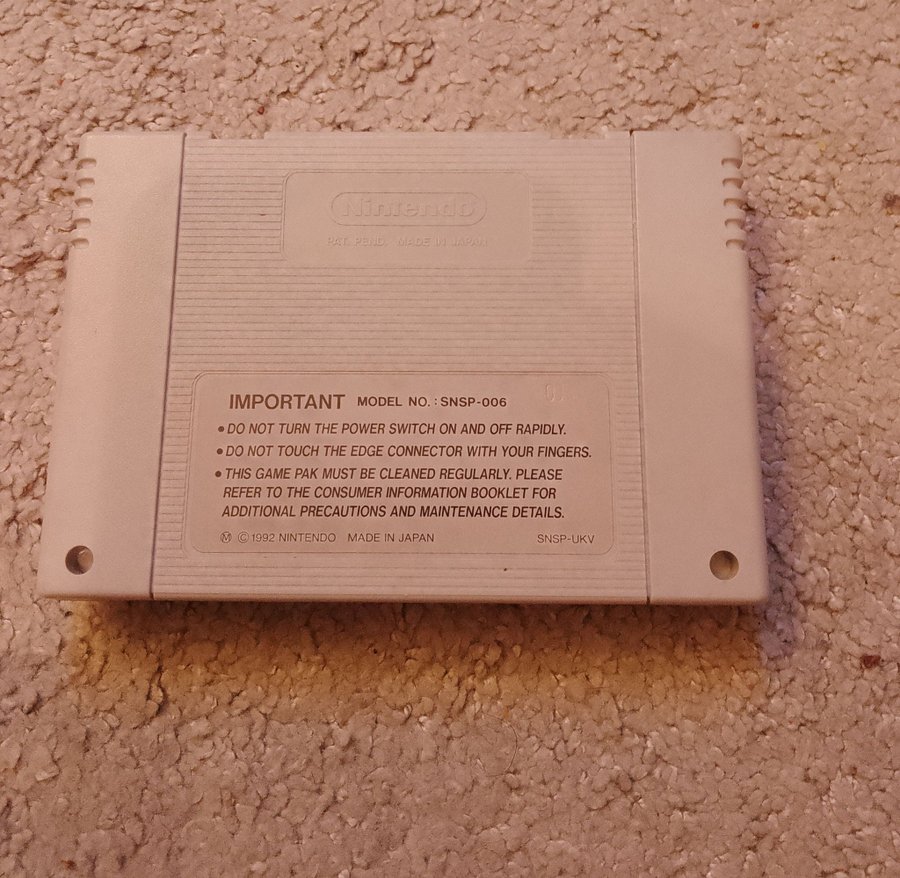 Nintendo
PAT. PEND. MADE IN JAPAN
IMPORTANT MODEL NO. : SNSP-006
• DO NOT TURN THE POWER SWITCH ON AND OFF RAPIDLY.
• DO NOT TOUCH THE EDGE CONNECTOR WITH YOUR FINGERS.
• THIS GAME PAK MUST BE CLEANED REGULARLY. PLEASE
REFER TO THE CONSUMER INFORMATION BOOKLET FOR
ADDITIONAL PRECAUTIONS AND MAINTENANCE DETAILS.
Ⓜ © 1992 NINTENDO MADE IN JAPAN SNSP-UKV